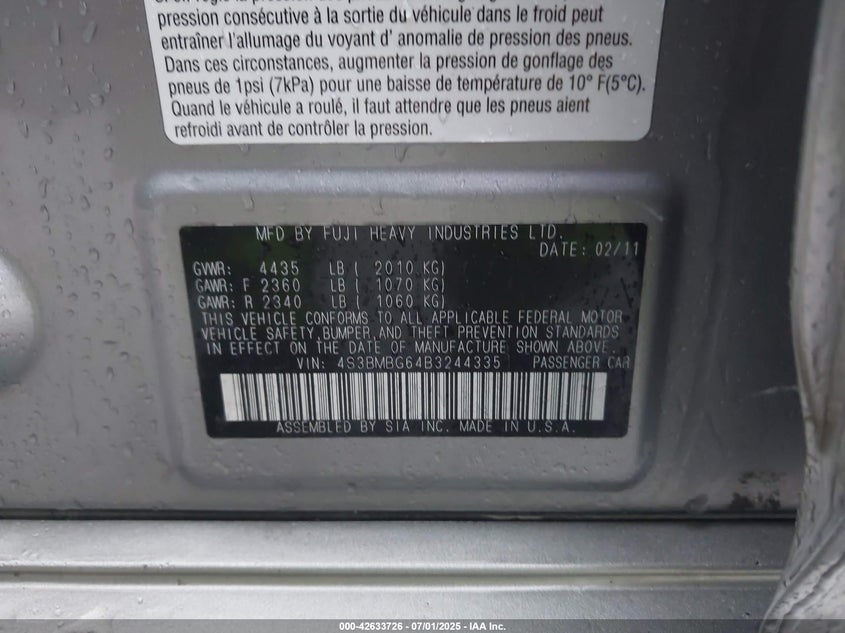 pression consécutive à la sortie du véhicule dans le froid peut
entraîner l'allumage du voyant d' anomalie de pression des pneus.
Dans ces circonstances, augmenter la pression de gonflage des
pneus de 1psi (7kPa) pour une baisse de température de 10° F(5°C).
Quand le véhicule a roulé, il faut attendre que les pneus aient
refroidi avant de contrôler la pression.
MFD BY FUJI HEAVY INDUSTRIES LTD.
DATE: 02/11
GVWR: 4435 LB ( 2010 KG)
GAWR: F 2360 LB ( 1070 KG)
GAWR: R 2340 LB ( 1060 KG)
THIS VEHICLE CONFORMS TO ALL APPLICABLE FEDERAL MOTOR
VEHICLE SAFETY, BUMPER, AND THEFT PREVENTION STANDARDS
IN EFFECT ON THE DATE OF MANUFACTURE SHOWN ABOVE.
VIN: 4S3BMBG64B3244335 PASSENGER CAR
ASSEMBLED BY SIA INC. MADE IN U.S.A.
000-42633726 - 07/01/2025 - IAA Inc.